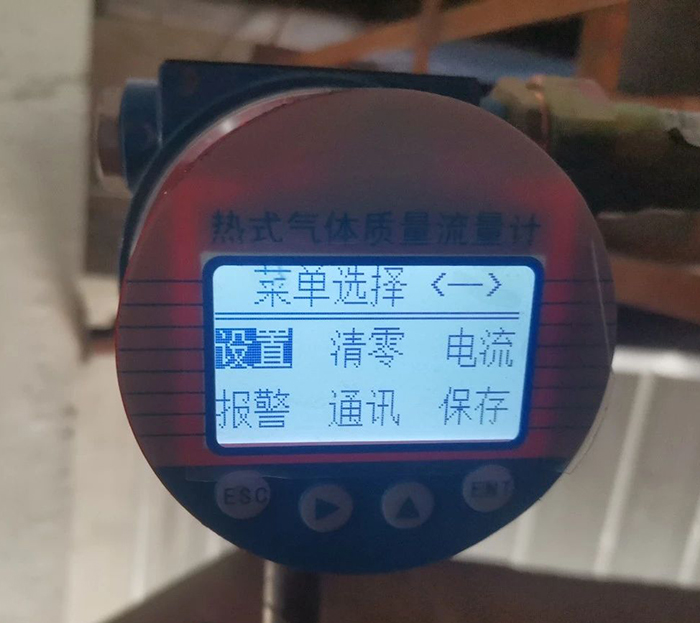 热式气体质量流量计
菜单选择 <一>
设置 清零 电流
报警 通讯 保存
ESC ENT